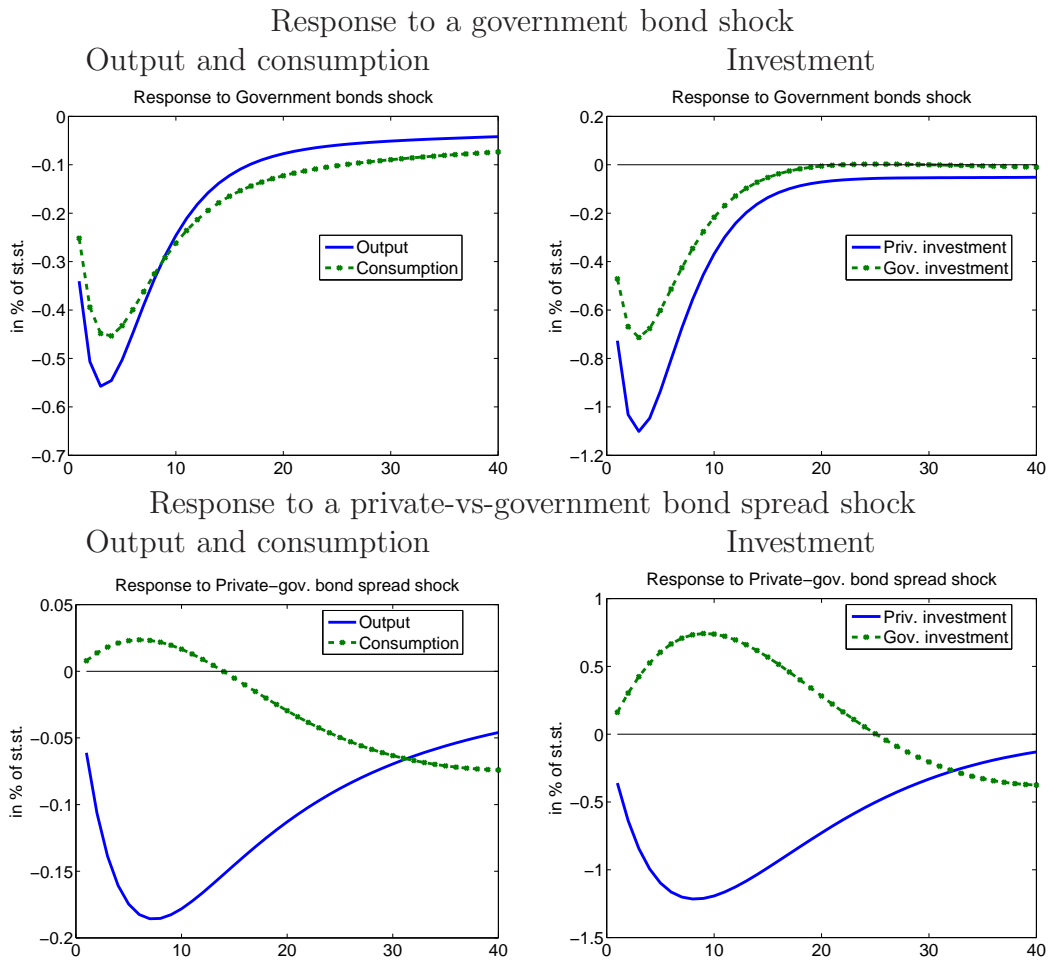 Response to a government bond shock
Output and consumption
Investment
Response to Government bonds shock
in % of st.st.
0
−0.1
−0.2
−0.3
−0.4
−0.5
−0.6
−0.7
0
10
20
30
40
Output
Consumption
Response to Government bonds shock
in % of st.st.
0.2
0
−0.2
−0.4
−0.6
−0.8
−1
−1.2
0
10
20
30
40
Priv. investment
Gov. investment
Response to a private-vs-government bond spread shock
Output and consumption
Investment
Response to Private−gov. bond spread shock
in % of st.st.
0.05
0
−0.05
−0.1
−0.15
−0.2
0
10
20
30
40
Output
Consumption
Response to Private−gov. bond spread shock
in % of st.st.
1
0.5
0
−0.5
−1
−1.5
0
10
20
30
40
Priv. investment
Gov. investment